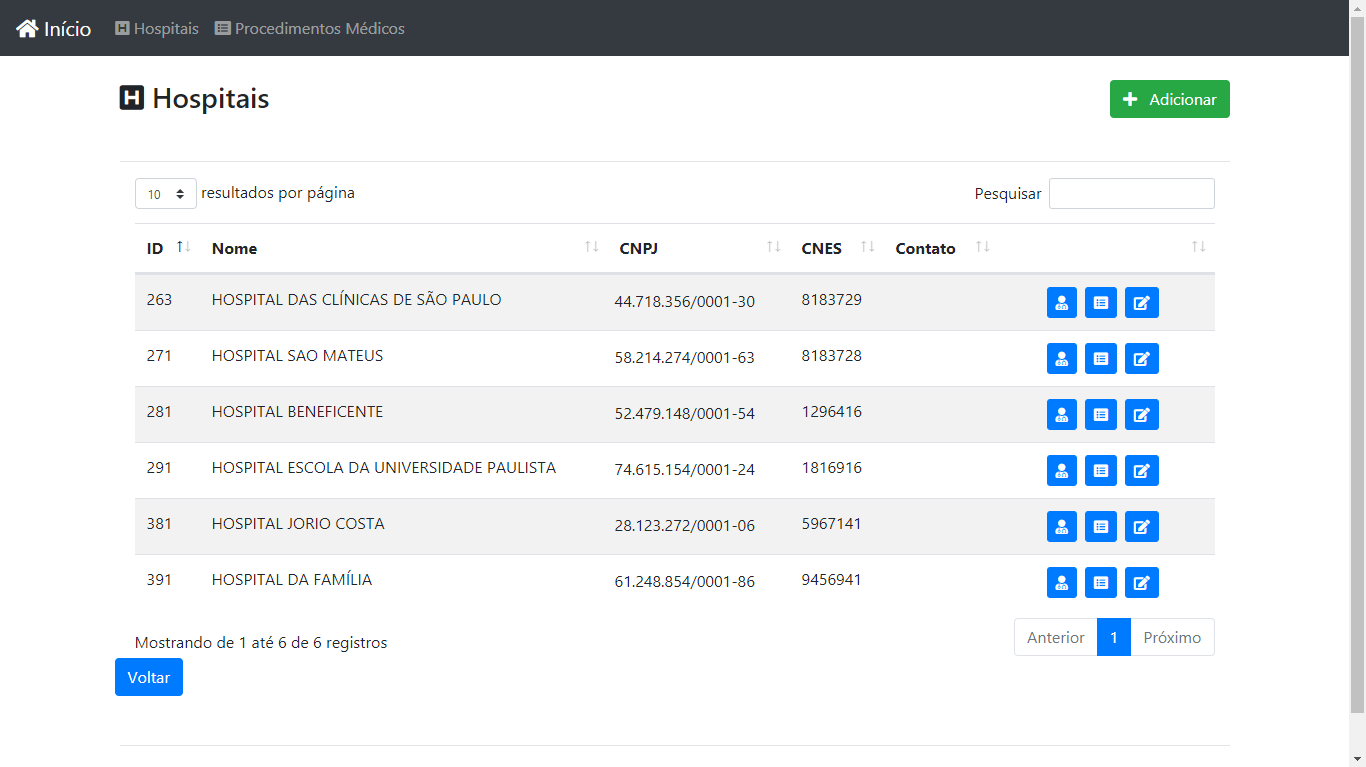 Início Hospitais Procedimentos Médicos
H Hospitais
Adicionar
10 resultados por página
Pesquisar
ID Nome CNPJ CNES Contato
263 HOSPITAL DAS CLÍNICAS DE SÃO PAULO 44.718.356/0001-30 8183729
271 HOSPITAL SAO MATEUS 58.214.274/0001-63 8183728
281 HOSPITAL BENEFICENTE 52.479.148/0001-54 1296416
291 HOSPITAL ESCOLA DA UNIVERSIDADE PAULISTA 74.615.154/0001-24 1816916
381 HOSPITAL JORIO COSTA 28.123.272/0001-06 5967141
391 HOSPITAL DA FAMÍLIA 61.248.854/0001-86 9456941
Mostrando de 1 até 6 de 6 registros
Anterior 1 Próximo
Voltar